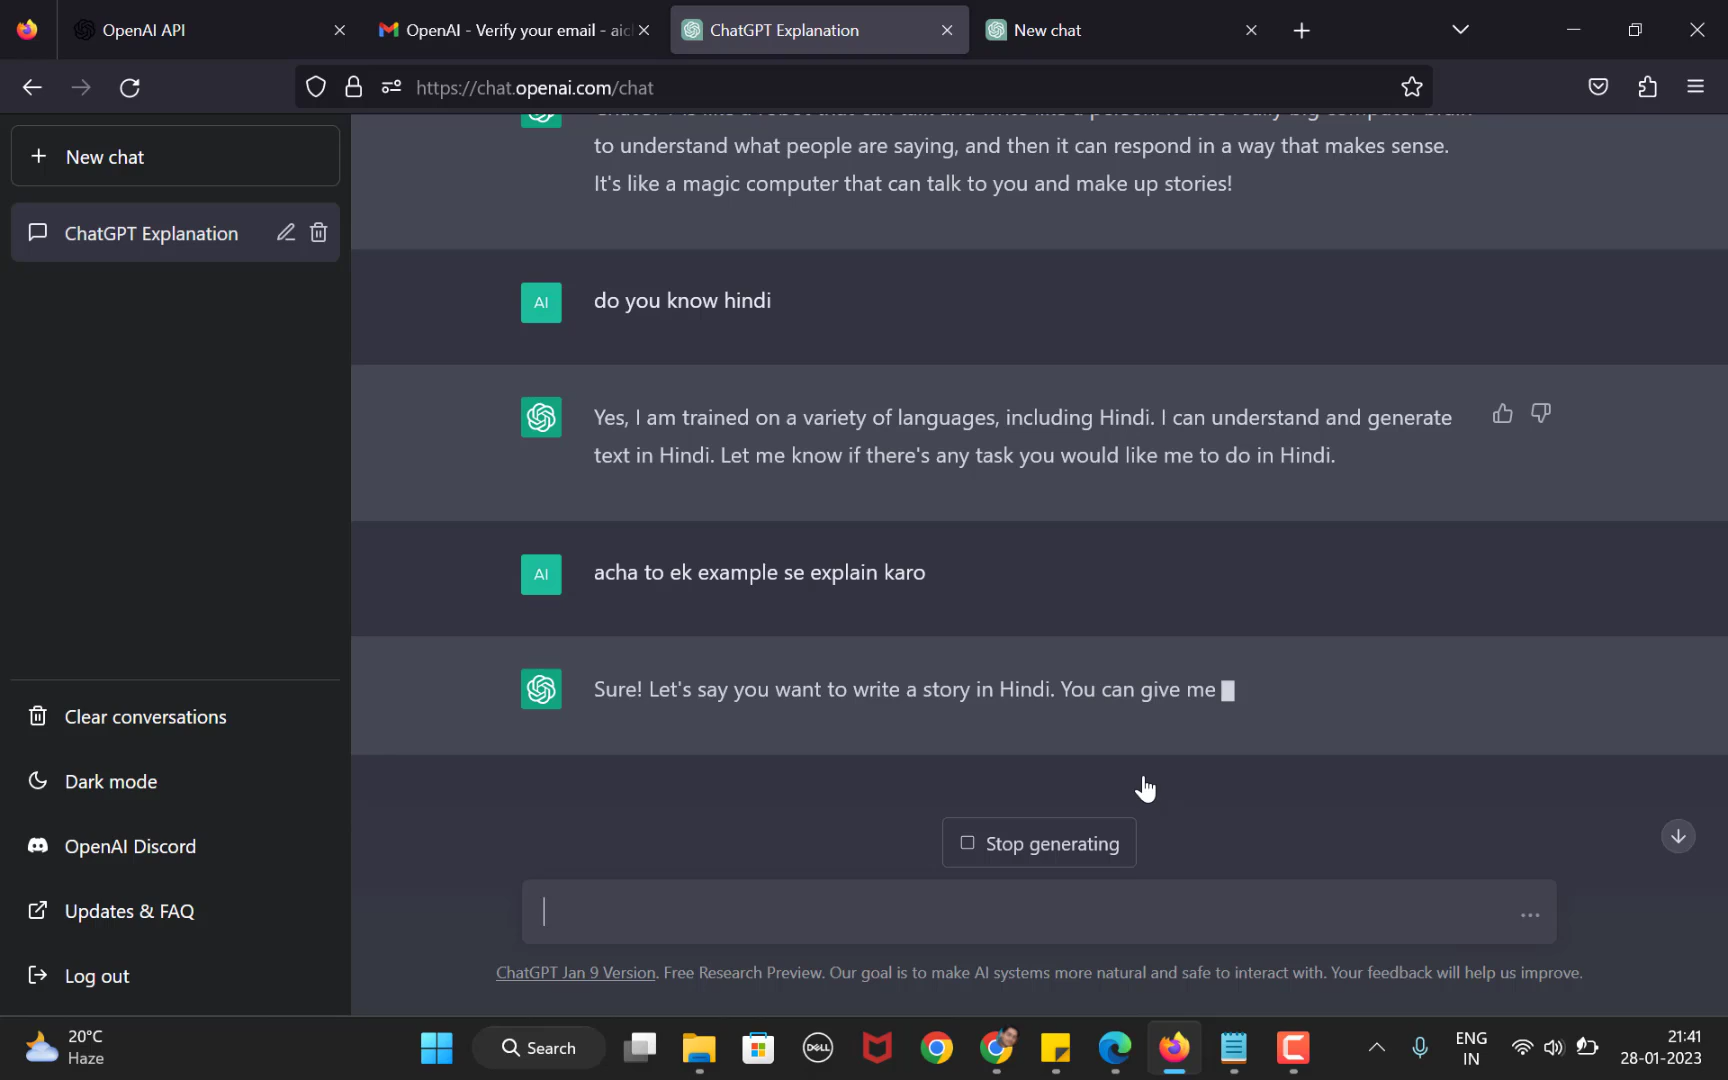 OpenAI API
OpenAI - Verify your email - aic
ChatGPT Explanation
New chat
https://chat.openai.com/chat
New chat
ChatGPT Explanation
Clear conversations
Dark mode
OpenAI Discord
Updates & FAQ
Log out
to understand what people are saying, and then it can respond in a way that makes sense.
It's like a magic computer that can talk to you and make up stories!
AI
do you know hindi
Yes, I am trained on a variety of languages, including Hindi. I can understand and generate
text in Hindi. Let me know if there's any task you would like me to do in Hindi.
AI
acha to ek example se explain karo
Sure! Let's say you want to write a story in Hindi. You can give me
Stop generating
ChatGPT Jan 9 Version. Free Research Preview. Our goal is to make AI systems more natural and safe to interact with. Your feedback will help us improve.
20°C
Haze
Search
DELL
ENG
IN
21:41
28-01-2023